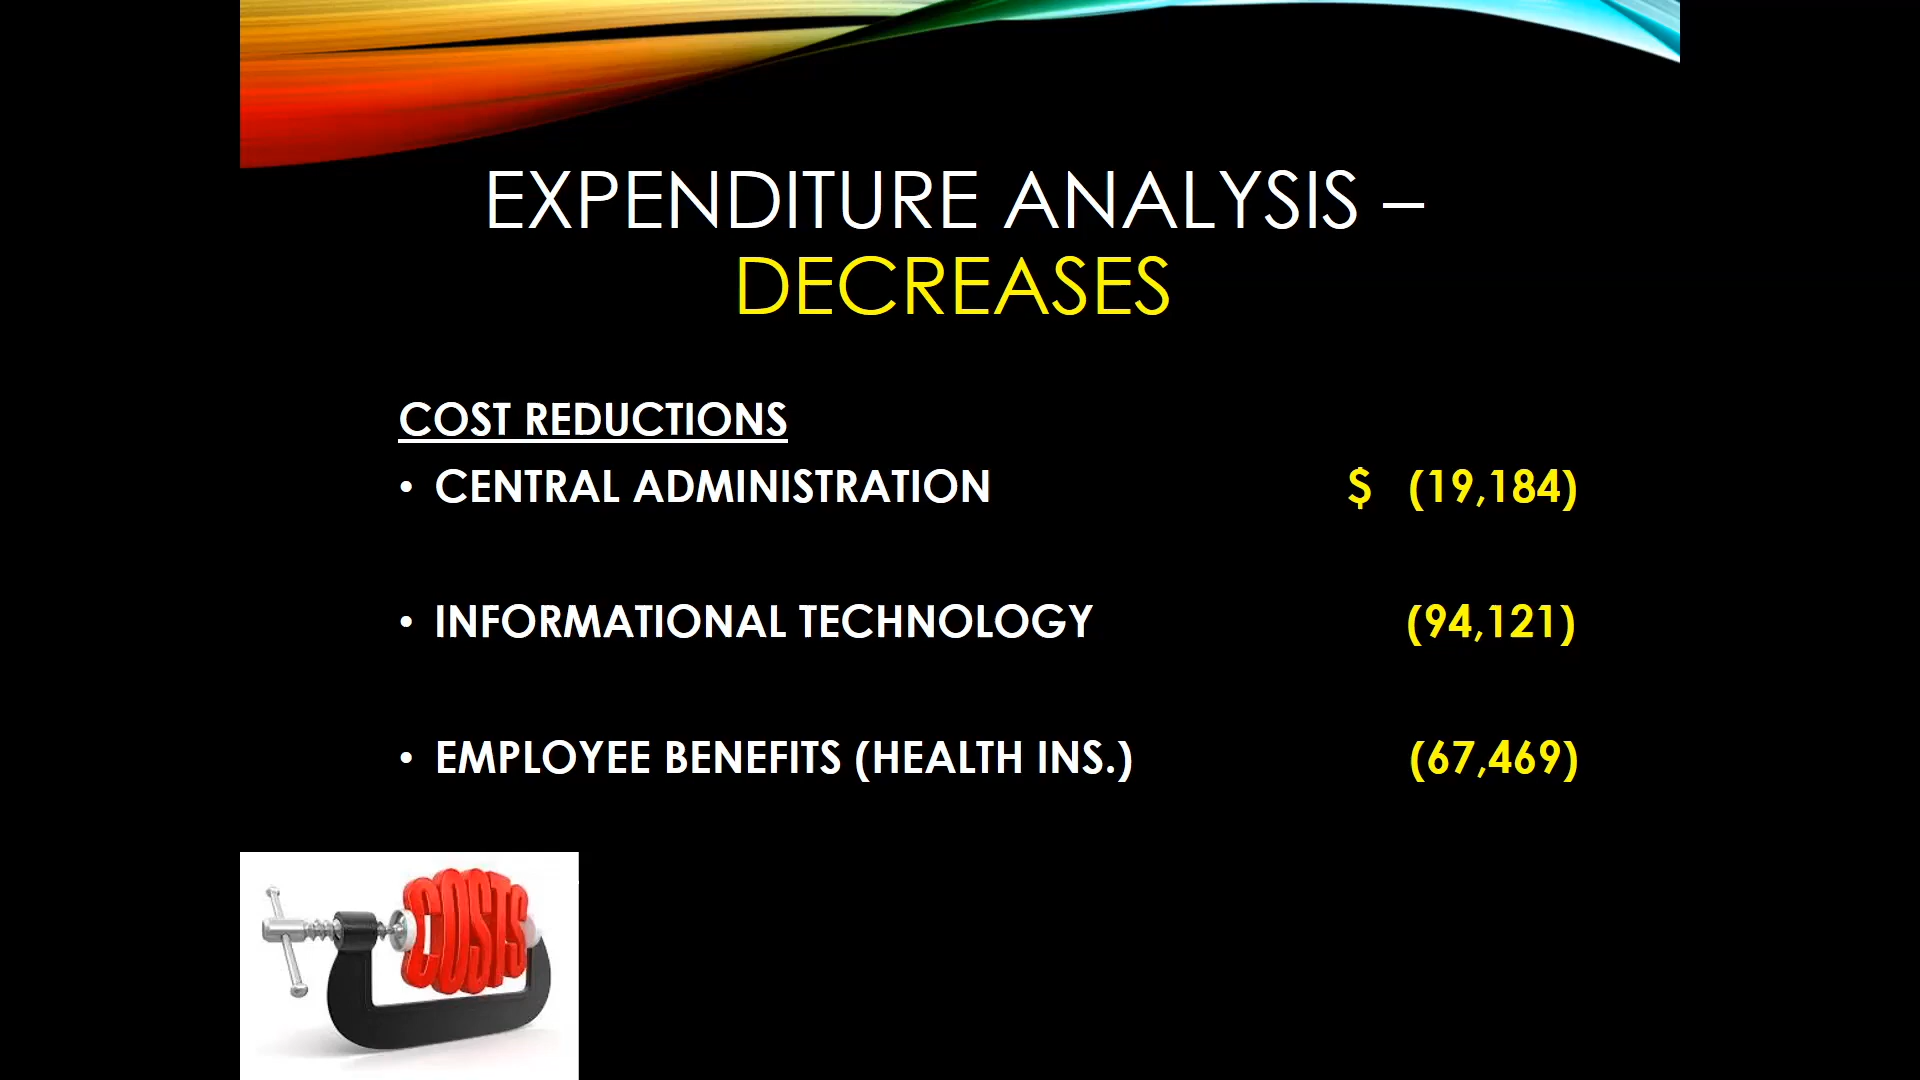 EXPENDITURE ANALYSIS –
DECREASES
COST REDUCTIONS
• CENTRAL ADMINISTRATION $ (19,184)
• INFORMATIONAL TECHNOLOGY (94,121)
• EMPLOYEE BENEFITS (HEALTH INS.) (67,469)
COSTS